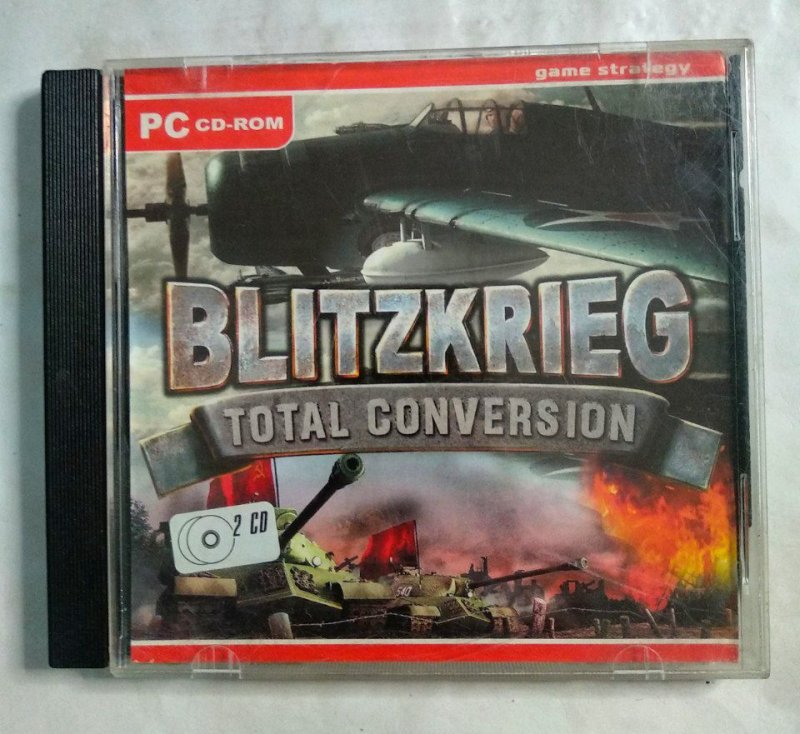 game strategy
PC CD-ROM
BLITZKRIEG
TOTAL CONVERSION
2 CD